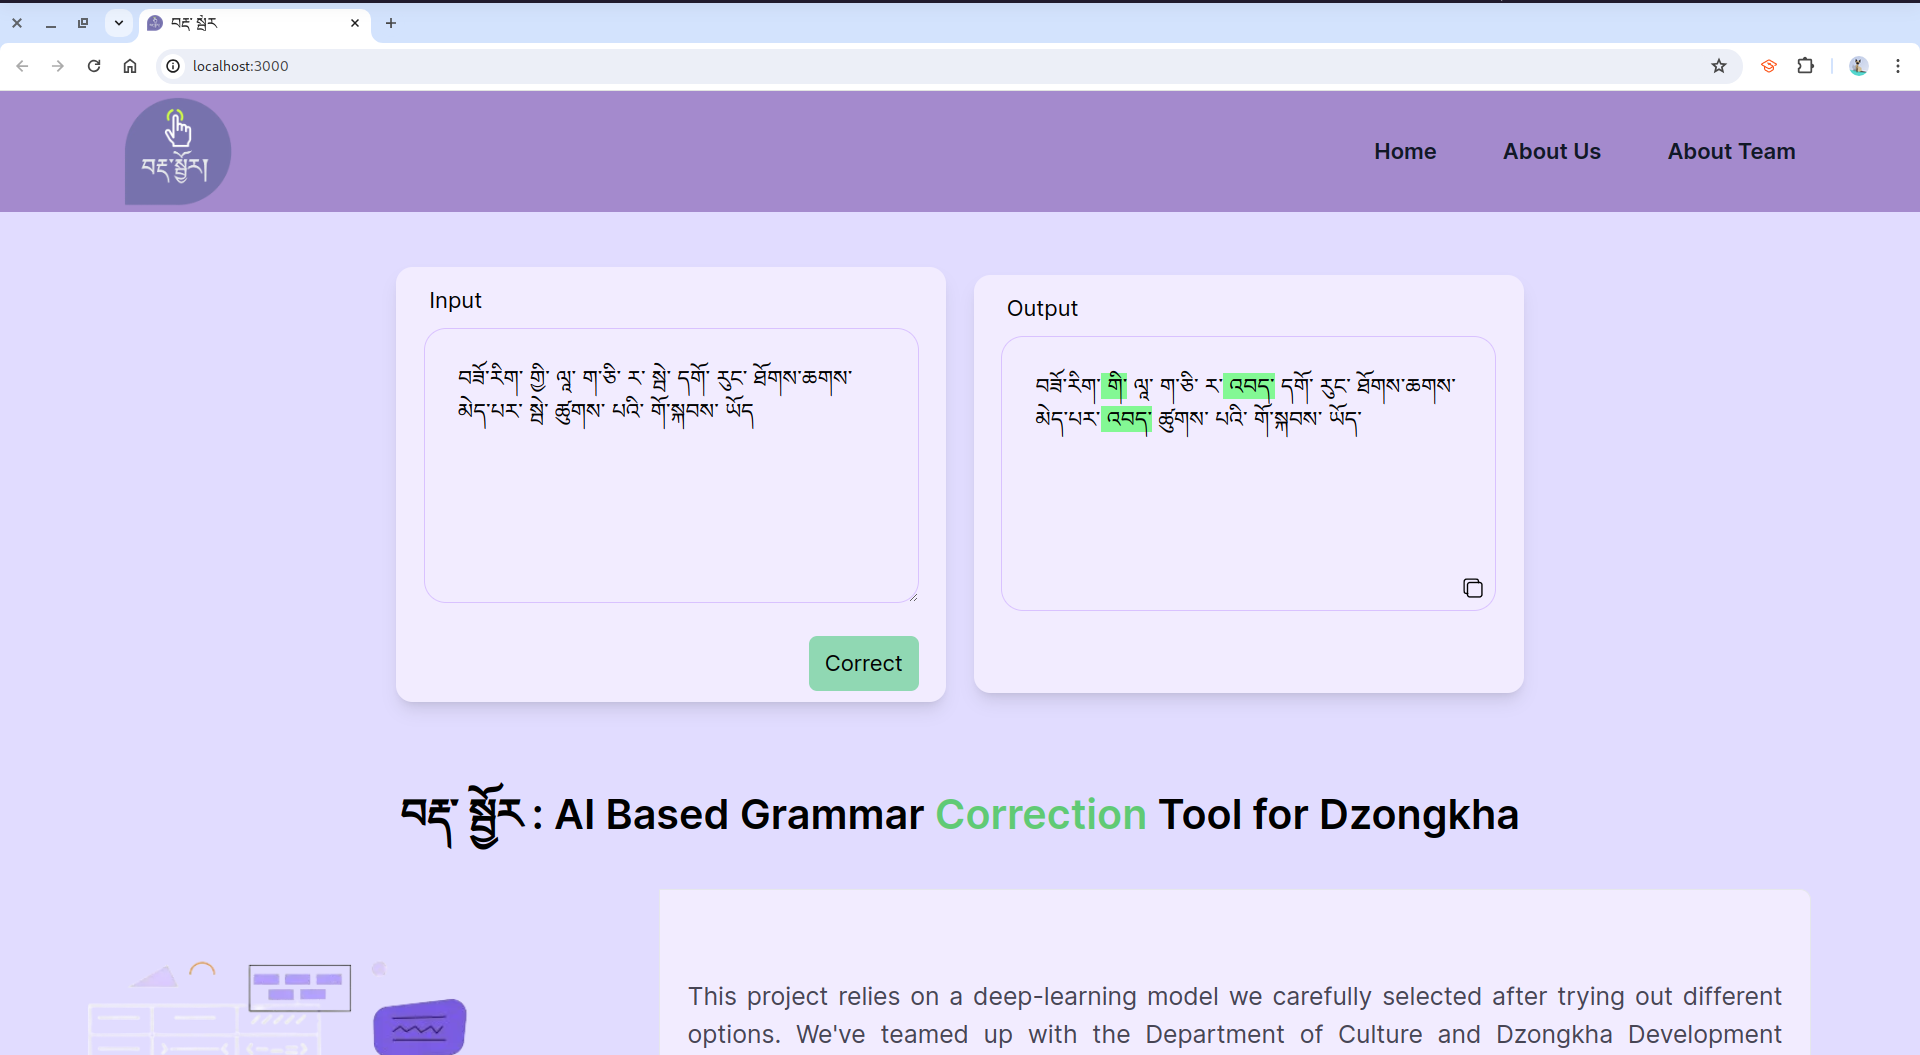 བརྡ་ སྦྱོར
localhost:3000
བརྡ་སྦྱོར།
Home
About Us
About Team
Input
བཟོ་རིག་ གྱི་ ལཱ་ ག་ཅི་ ར་ སྦེ་ དགོ་ རུང་ ཐོགས་ཆགས་
མེད་པར་ སྦེ་ ཚུགས་ པའི་ གོ་སྐབས་ ཡོད
Correct
Output
བཟོ་རིག་ གི་ ལཱ་ ག་ཅི་ ར་ འབད་ དགོ་ རུང་ ཐོགས་ཆགས་
མེད་པར་ འབད་ ཚུགས་ པའི་ གོ་སྐབས་ ཡོད་
བརྡ་ སྦྱོར : AI Based Grammar Correction Tool for Dzongkha
This project relies on a deep-learning model we carefully selected after trying out different
options. We've teamed up with the Department of Culture and Dzongkha Development